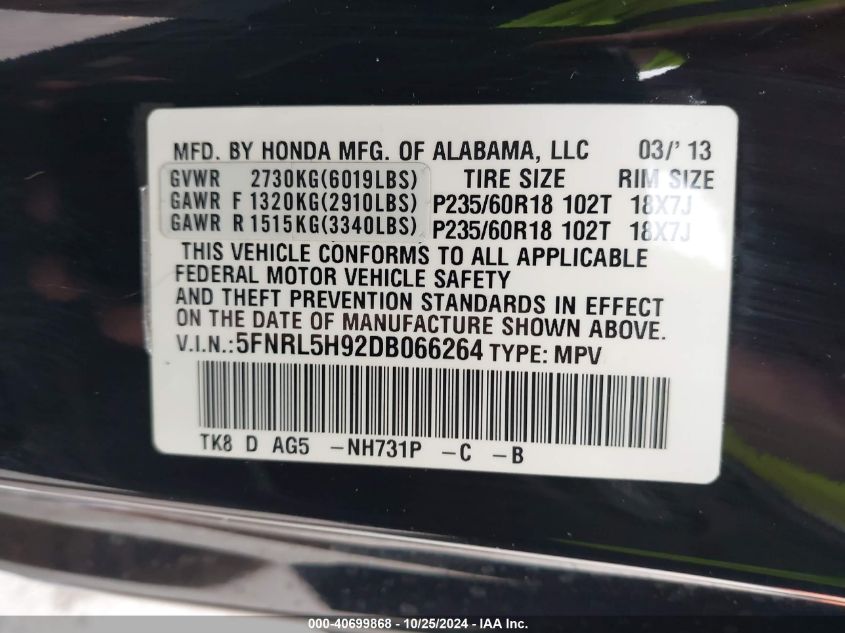 MFD. BY HONDA MFG. OF ALABAMA, LLC 03/' 13
GVWR 2730KG(6019LBS) TIRE SIZE RIM SIZE
GAWR F 1320KG(2910LBS) P235/60R18 102T 18X7J
GAWR R 1515KG(3340LBS) P235/60R18 102T 18X7J
THIS VEHICLE CONFORMS TO ALL APPLICABLE
FEDERAL MOTOR VEHICLE SAFETY
AND THEFT PREVENTION STANDARDS IN EFFECT
ON THE DATE OF MANUFACTURE SHOWN ABOVE.
V.I.N.:5FNRL5H92DB066264 TYPE: MPV
TK8 D AG5 -NH731P -C -B
000-40699868 - 10/25/2024 - IAA Inc.